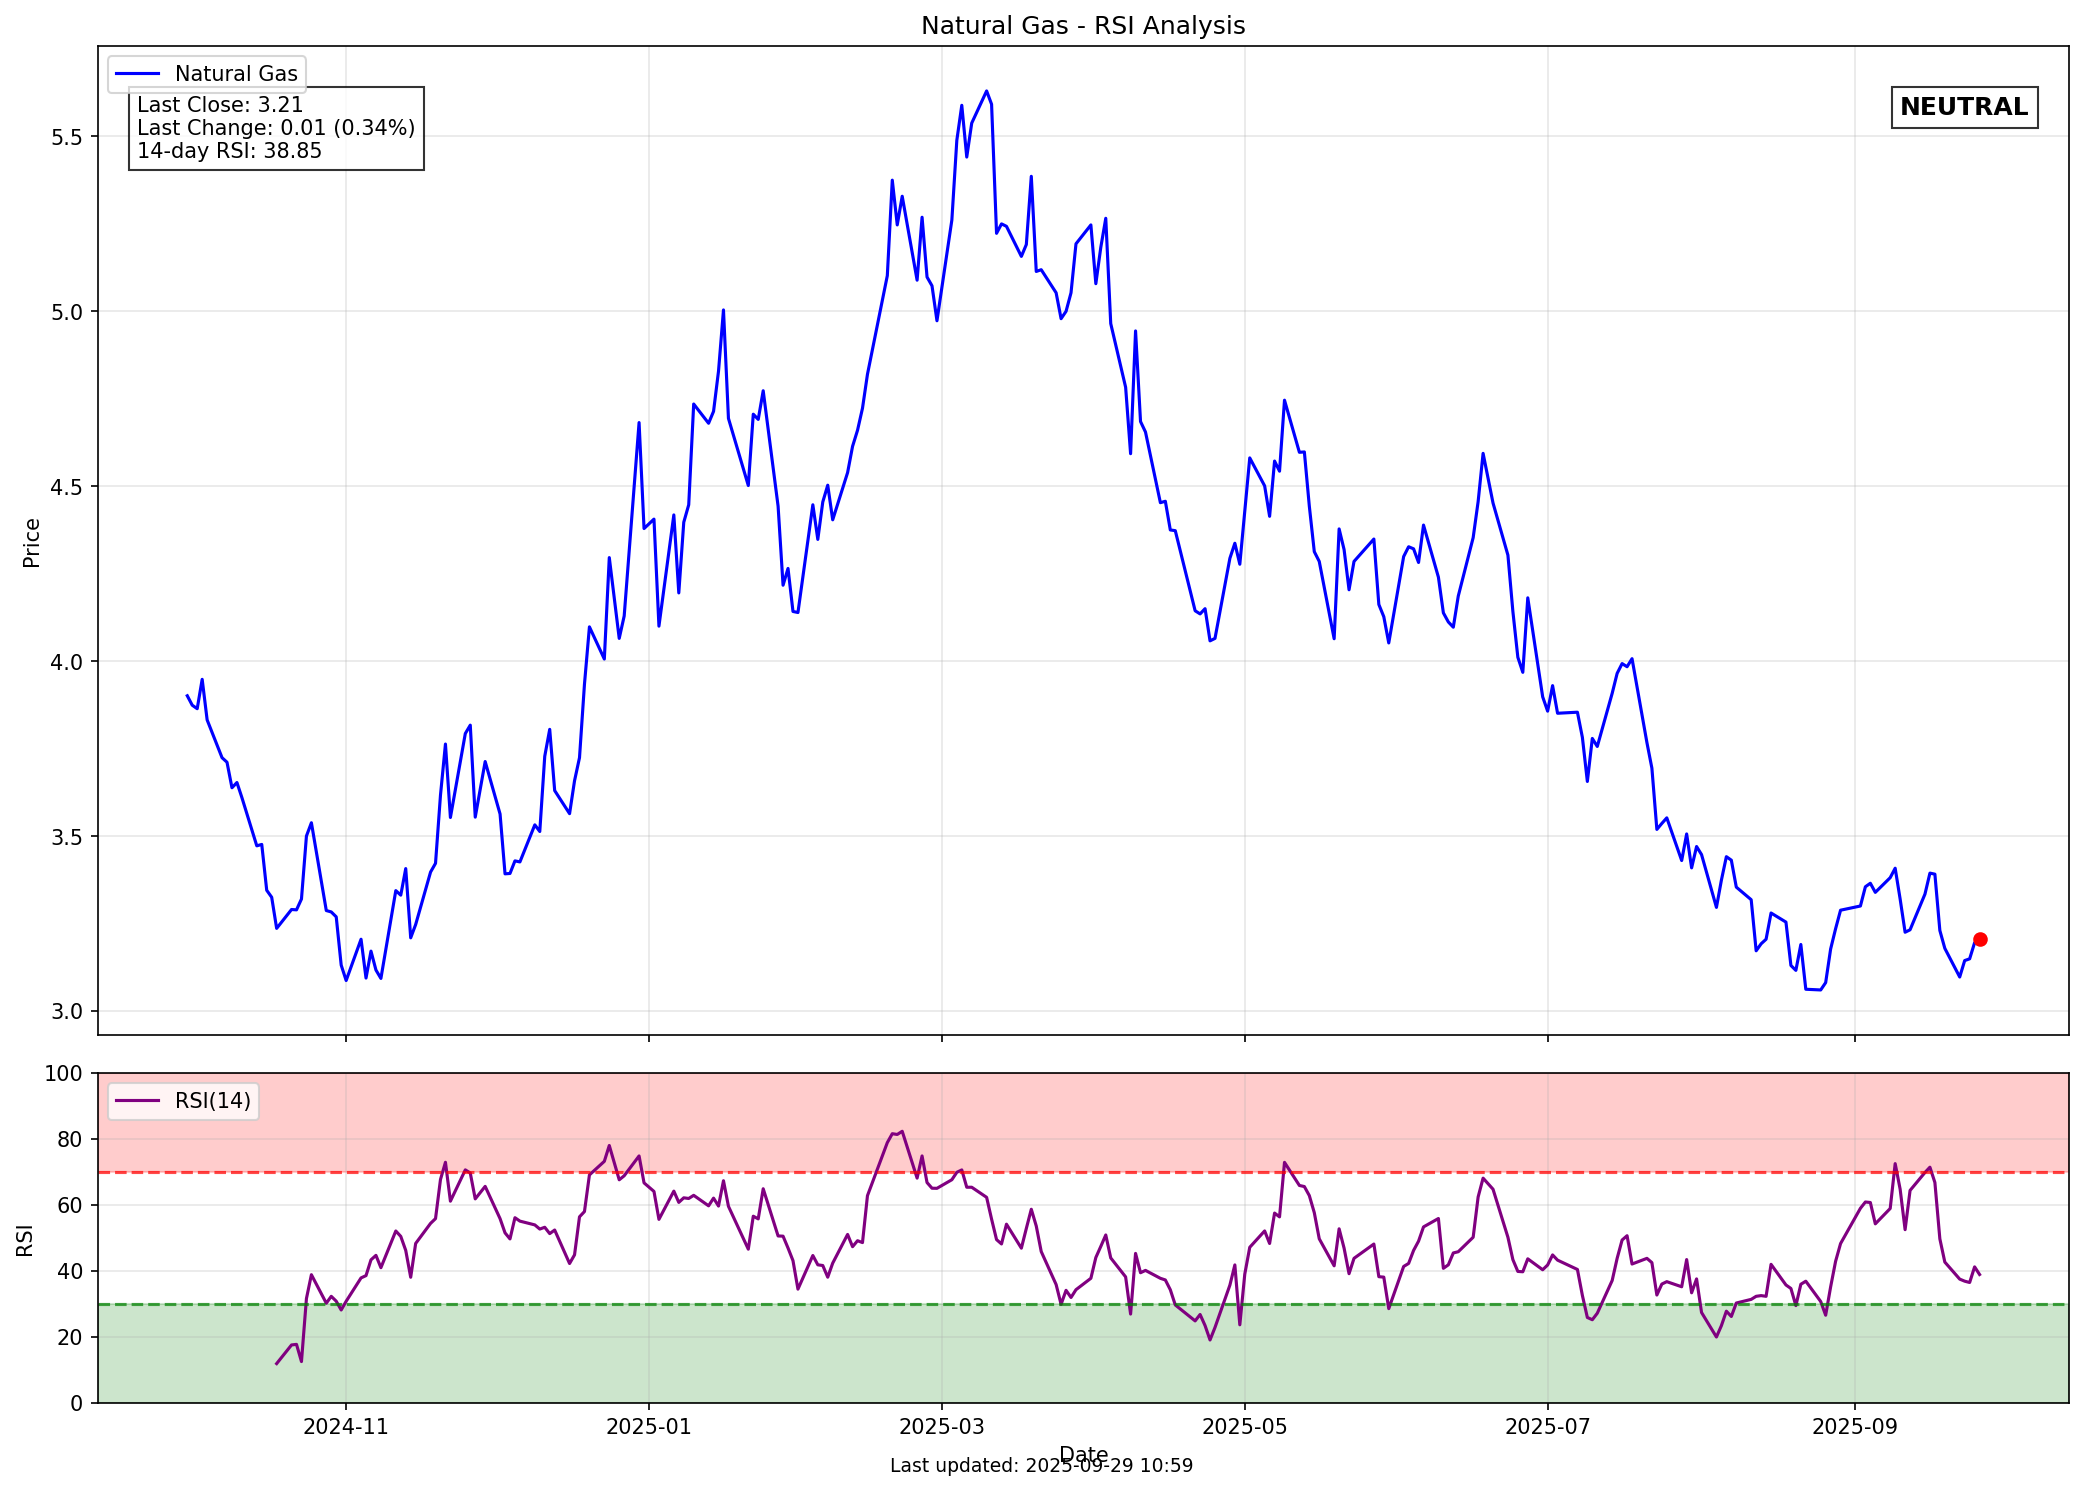 Natural Gas - RSI Analysis
Natural Gas
Last Close: 3.21
Last Change: 0.01 (0.34%)
14-day RSI: 38.85
NEUTRAL
Price
5.5
5.0
4.5
4.0
3.5
3.0
RSI(14)
RSI
100
80
60
40
20
0
2024-11
2025-01
2025-03
2025-05
2025-07
2025-09
Date
Last updated: 2025-09-29 10:59